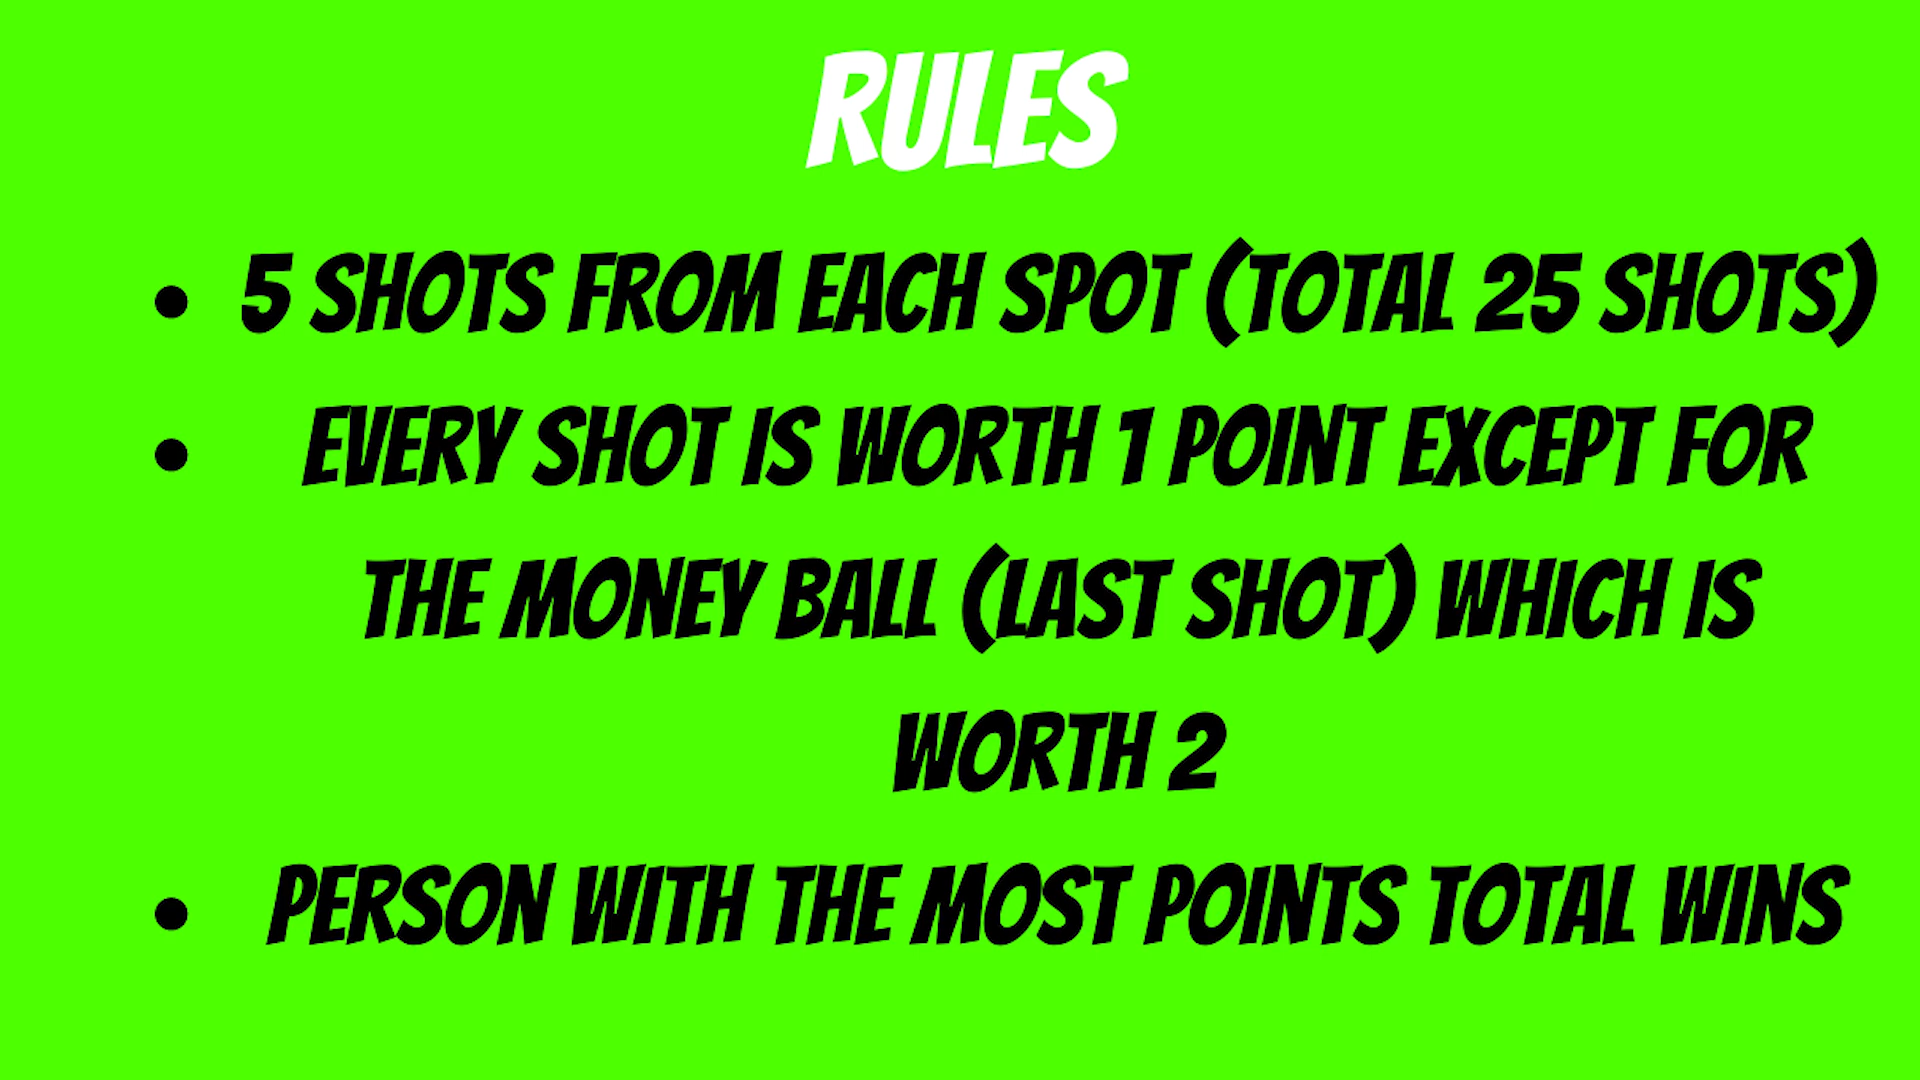 RULES
• 5 SHOTS FROM EACH SPOT (TOTAL 25 SHOTS)
• EVERY SHOT IS WORTH 1 POINT EXCEPT FOR
THE MONEY BALL (LAST SHOT) WHICH IS
WORTH 2
• PERSON WITH THE MOST POINTS TOTAL WINS